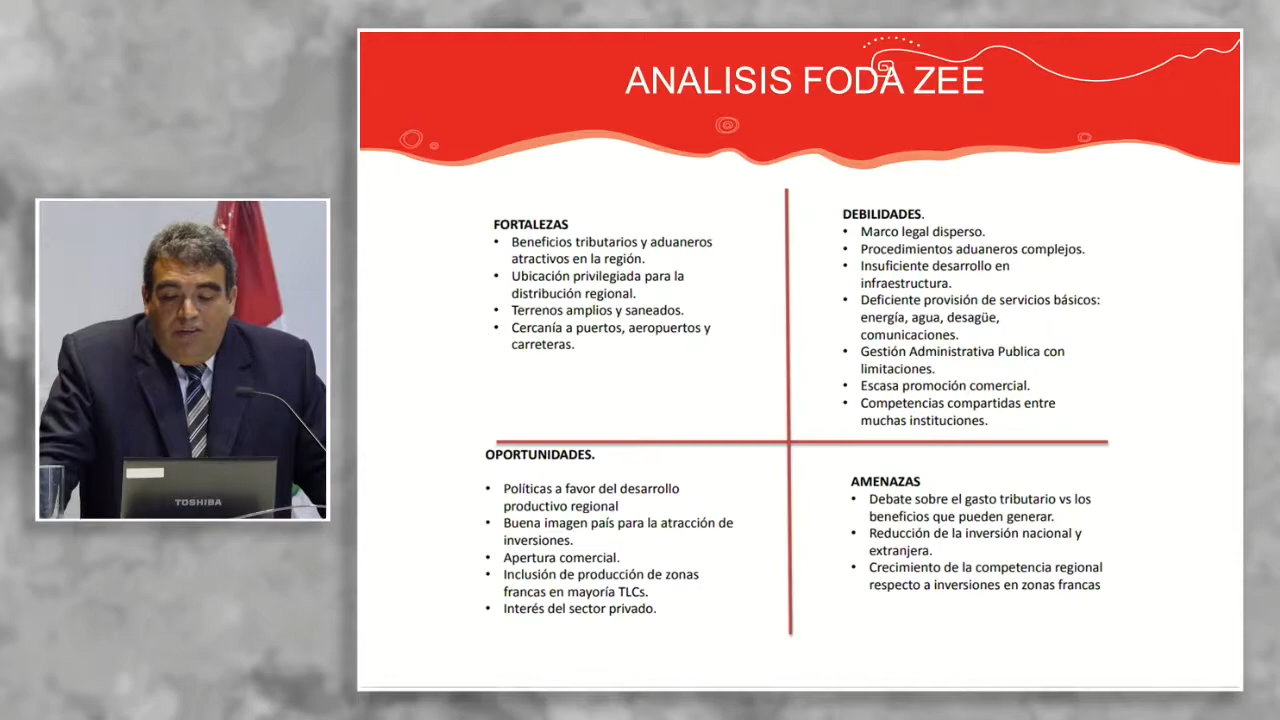 ANALISIS FODA ZEE
FORTALEZAS
• Beneficios tributarios y aduaneros
atractivos en la región.
• Ubicación privilegiada para la
distribución regional.
• Terrenos amplios y saneados.
• Cercanía a puertos, aeropuertos y
carreteras.
DEBILIDADES.
• Marco legal disperso.
• Procedimientos aduaneros complejos.
• Insuficiente desarrollo en
infraestructura.
• Deficiente provisión de servicios básicos:
energía, agua, desagüe,
comunicaciones.
• Gestión Administrativa Publica con
limitaciones.
• Escasa promoción comercial.
• Competencias compartidas entre
muchas instituciones.
OPORTUNIDADES.
• Políticas a favor del desarrollo
productivo regional
• Buena imagen país para la atracción de
inversiones.
• Apertura comercial.
• Inclusión de producción de zonas
francas en mayoría TLCs.
• Interés del sector privado.
AMENAZAS
• Debate sobre el gasto tributario vs los
beneficios que pueden generar.
• Reducción de la inversión nacional y
extranjera.
• Crecimiento de la competencia regional
respecto a inversiones en zonas francas
TOSHIBA